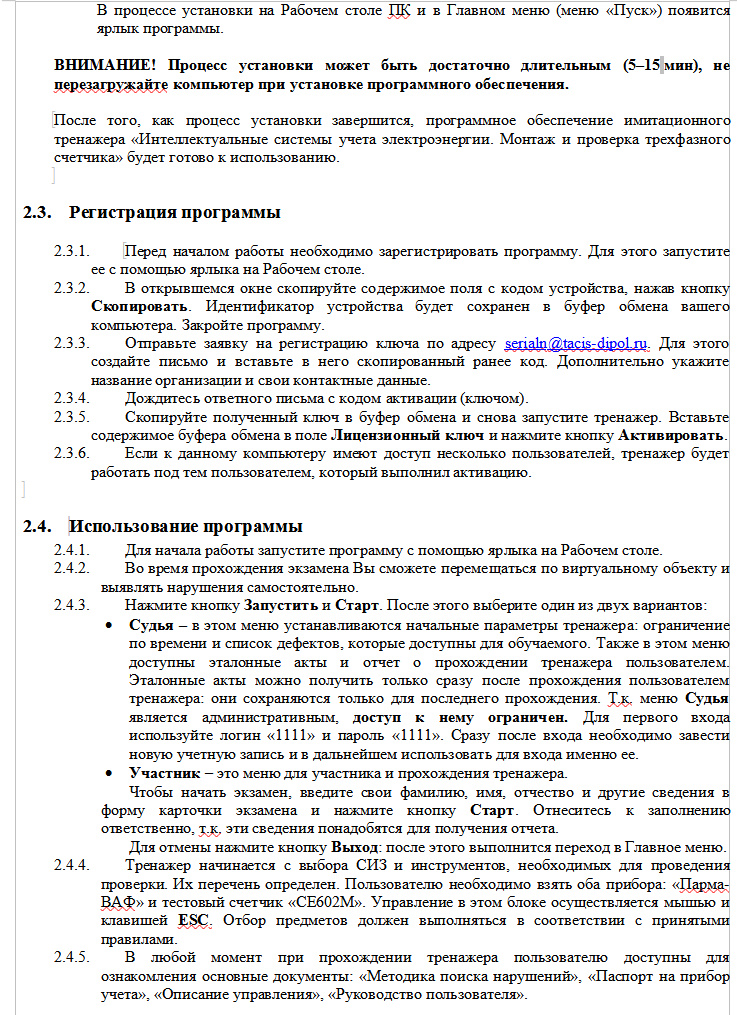 В процессе установки на Рабочем столе ПК и в Главном меню (меню «Пуск») появится
ярлык программы.
ВНИМАНИЕ! Процесс установки может быть достаточно длительным (5–15 мин), не
перезагружайте компьютер при установке программного обеспечения.
После того, как процесс установки завершится, программное обеспечение имитационного
тренажера «Интеллектуальные системы учета электроэнергии. Монтаж и проверка трехфазного
счетчика» будет готово к использованию.
2.3. Регистрация программы
2.3.1. Перед началом работы необходимо зарегистрировать программу. Для этого запустите
ее с помощью ярлыка на Рабочем столе.
2.3.2. В открывшемся окне скопируйте содержимое поля с кодом устройства, нажав кнопку
Скопировать. Идентификатор устройства будет сохранен в буфер обмена вашего
компьютера. Закройте программу.
2.3.3. Отправьте заявку на регистрацию ключа по адресу serialn@tacis-dipol.ru. Для этого
создайте письмо и вставьте в него скопированный ранее код. Дополнительно укажите
название организации и свои контактные данные.
2.3.4. Дождитесь ответного письма с кодом активации (ключом).
2.3.5. Скопируйте полученный ключ в буфер обмена и снова запустите тренажер. Вставьте
содержимое буфера обмена в поле Лицензионный ключ и нажмите кнопку Активировать.
2.3.6. Если к данному компьютеру имеют доступ несколько пользователей, тренажер будет
работать под тем пользователем, который выполнил активацию.
2.4. Использование программы
2.4.1. Для начала работы запустите программу с помощью ярлыка на Рабочем столе.
2.4.2. Во время прохождения экзамена Вы сможете перемещаться по виртуальному объекту и
выявлять нарушения самостоятельно.
2.4.3. Нажмите кнопку Запустить и Старт. После этого выберите один из двух вариантов:
• Судья – в этом меню устанавливаются начальные параметры тренажера: ограничение
по времени и список дефектов, которые доступны для обучаемого. Также в этом меню
доступны эталонные акты и отчет о прохождении тренажера пользователем.
Эталонные акты можно получить только сразу после прохождения пользователем
тренажера: они сохраняются только для последнего прохождения. Т.к. меню Судья
является административным, доступ к нему ограничен. Для первого входа
используйте логин «1111» и пароль «1111». Сразу после входа необходимо завести
новую учетную запись и в дальнейшем использовать для входа именно ее.
• Участник – это меню для участника и прохождения тренажера.
Чтобы начать экзамен, введите свои фамилию, имя, отчество и другие сведения в
форму карточки экзамена и нажмите кнопку Старт. Отнеситесь к заполнению
ответственно, т.к. эти сведения понадобятся для получения отчета.
Для отмены нажмите кнопку Выход: после этого выполнится переход в Главное меню.
2.4.4. Тренажер начинается с выбора СИЗ и инструментов, необходимых для проведения
проверки. Их перечень определен. Пользователю необходимо взять оба прибора: «Парма-
ВАФ» и тестовый счетчик «СЕ602М». Управление в этом блоке осуществляется мышью и
клавишей ESC. Отбор предметов должен выполняться в соответствии с принятыми
правилами.
2.4.5. В любой момент при прохождении тренажера пользователю доступны для
ознакомления основные документы: «Методика поиска нарушений», «Паспорт на прибор
учета», «Описание управления», «Руководство пользователя».